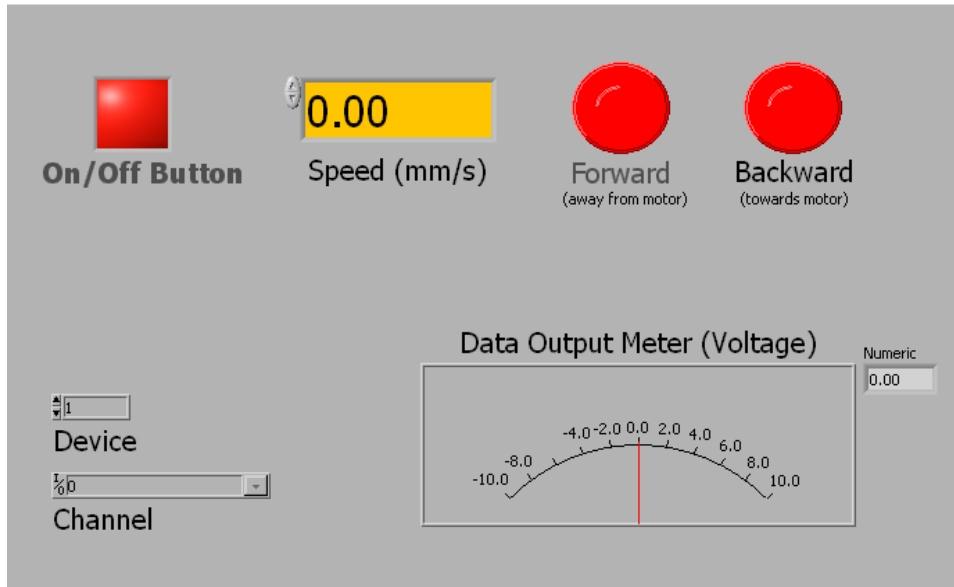 0.00
On/Off Button
Speed (mm/s)
Forward
(away from motor)
Backward
(towards motor)
Data Output Meter (Voltage)
Numeric
0.00
-10.0 -8.0 -4.0 -2.0 0.0 2.0 4.0 6.0 8.0 10.0
1
Device
I/O 0
Channel